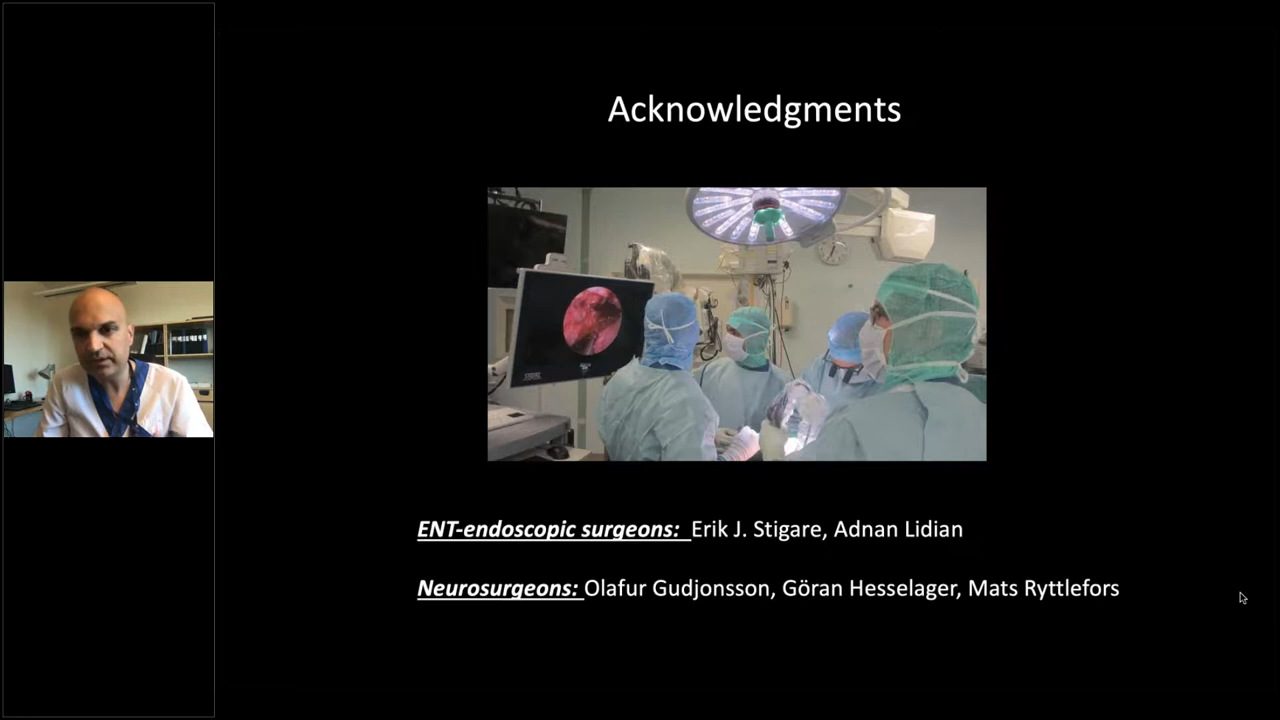 Acknowledgments
ENT-endoscopic surgeons: Erik J. Stigare, Adnan Lidian
Neurosurgeons: Olafur Gudjonsson, Göran Hesselager, Mats Ryttlefors